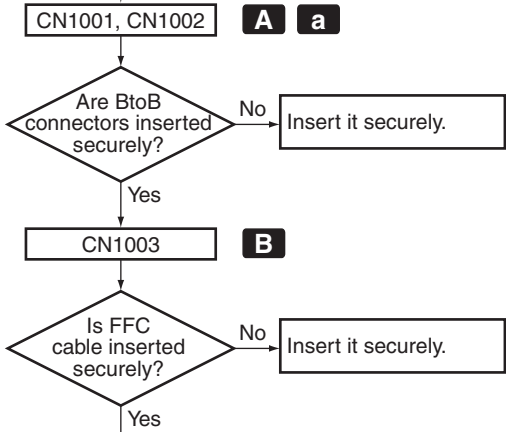 CN1001, CN1002 A a
Are BtoB
connectors inserted
securely?
No
Insert it securely.
Yes
CN1003 B
Is FFC
cable inserted
securely?
No
Insert it securely.
Yes